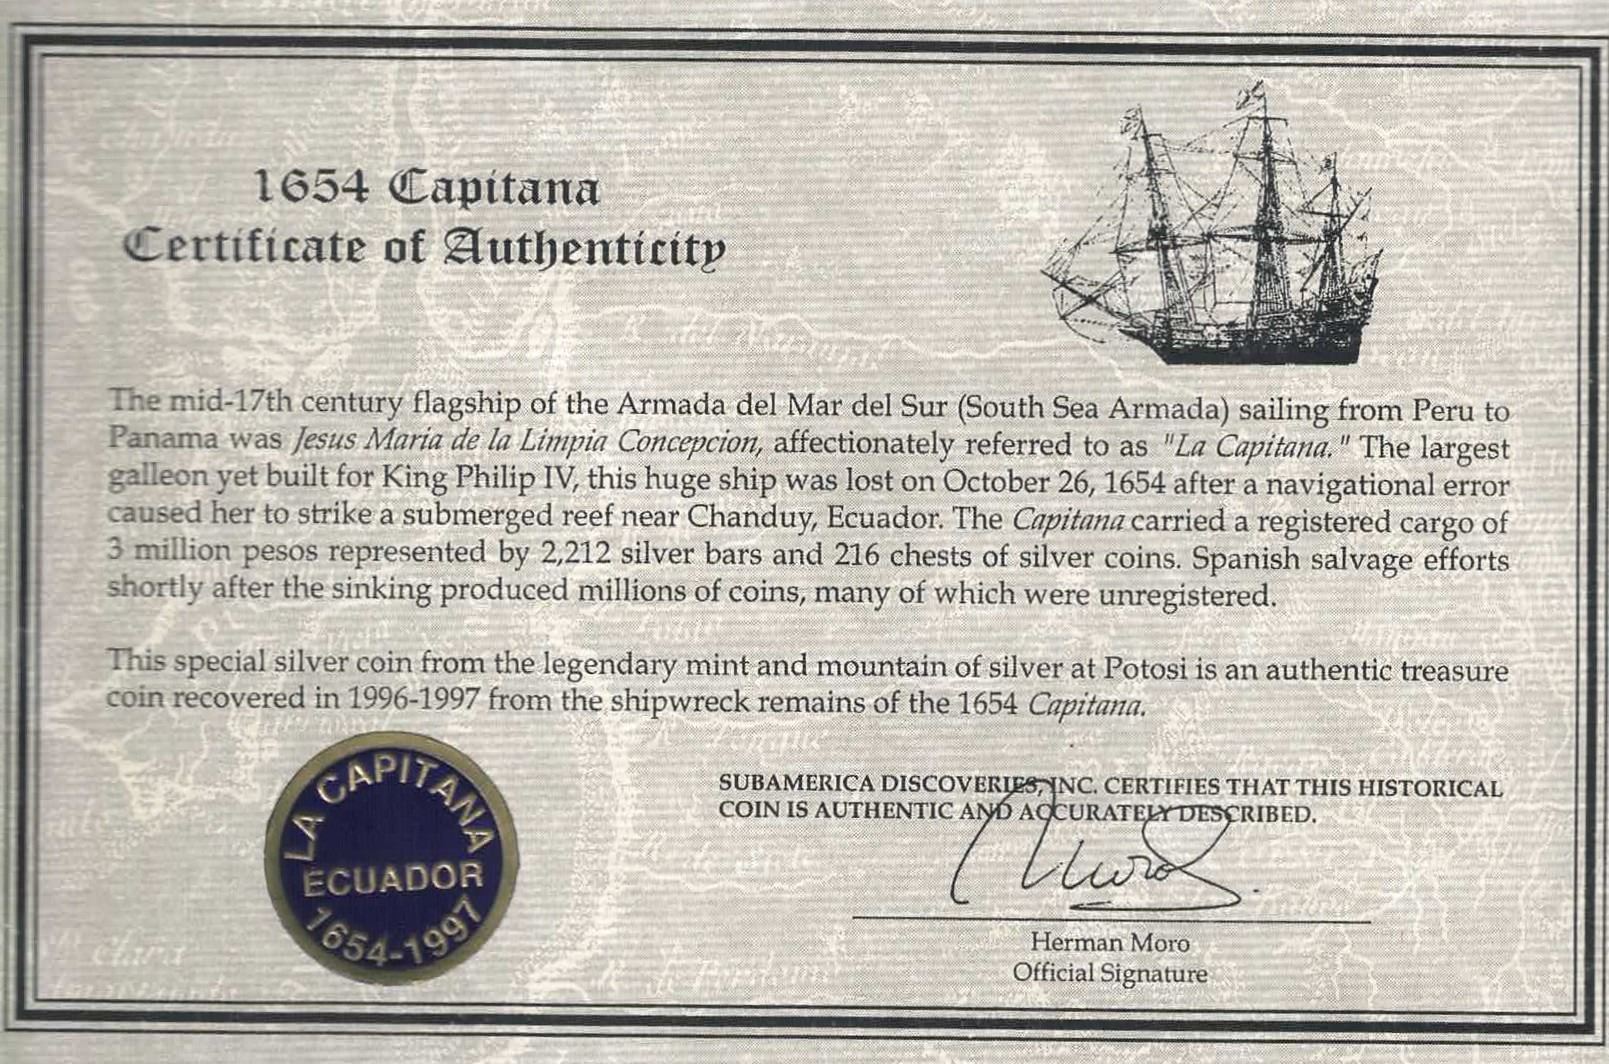 1654 Capitana
Certificate of Authenticity
The mid-17th century flagship of the Armada del Mar del Sur (South Sea Armada) sailing from Peru to
Panama was Jesus Maria de la Limpia Concepcion, affectionately referred to as "La Capitana." The largest
galleon yet built for King Philip IV, this huge ship was lost on October 26, 1654 after a navigational error
caused her to strike a submerged reef near Chanduy, Ecuador. The Capitana carried a registered cargo of
3 million pesos represented by 2,212 silver bars and 216 chests of silver coins. Spanish salvage efforts
shortly after the sinking produced millions of coins, many of which were unregistered.
This special silver coin from the legendary mint and mountain of silver at Potosi is an authentic treasure
coin recovered in 1996-1997 from the shipwreck remains of the 1654 Capitana.
LA CAPITANA
ECUADOR
1654-1997
SUBAMERICA DISCOVERIES, INC. CERTIFIES THAT THIS HISTORICAL
COIN IS AUTHENTIC AND ACCURATELY DESCRIBED.
Herman Moro
Official Signature